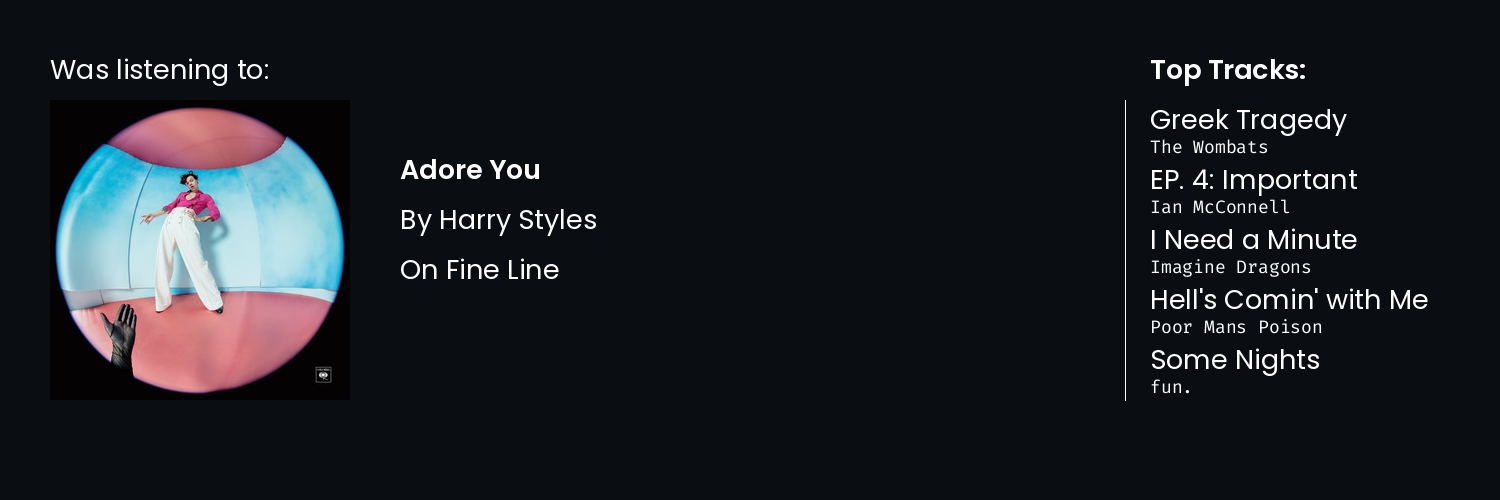 Was listening to:
Adore You
By Harry Styles
On Fine Line
Top Tracks:
Greek Tragedy
The Wombats
EP. 4: Important
Ian McConnell
I Need a Minute
Imagine Dragons
Hell's Comin' with Me
Poor Mans Poison
Some Nights
fun.